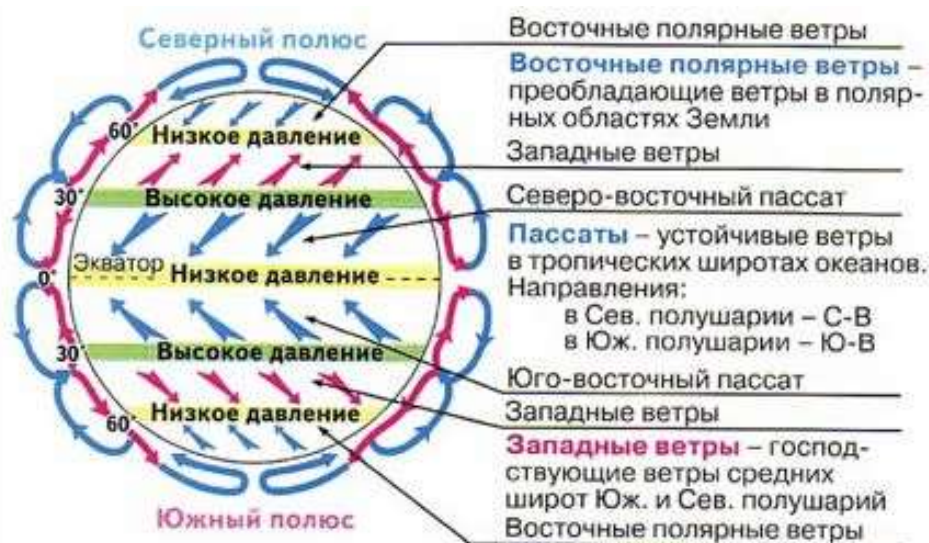 Северный полюс
60°
Низкое давление
30°
Высокое давление
Экватор
0°
Низкое давление
30°
Высокое давление
60°
Низкое давление
Южный полюс
Восточные полярные ветры
Восточные полярные ветры –
преобладающие ветры в поляр-
ных областях Земли
Западные ветры
Северо-восточный пассат
Пассаты – устойчивые ветры
в тропических широтах океанов.
Направления:
в Сев. полушарии – С-В
в Юж. полушарии – Ю-В
Юго-восточный пассат
Западные ветры
Западные ветры – господ-
ствующие ветры средних
широт Юж. и Сев. полушарий
Восточные полярные ветры